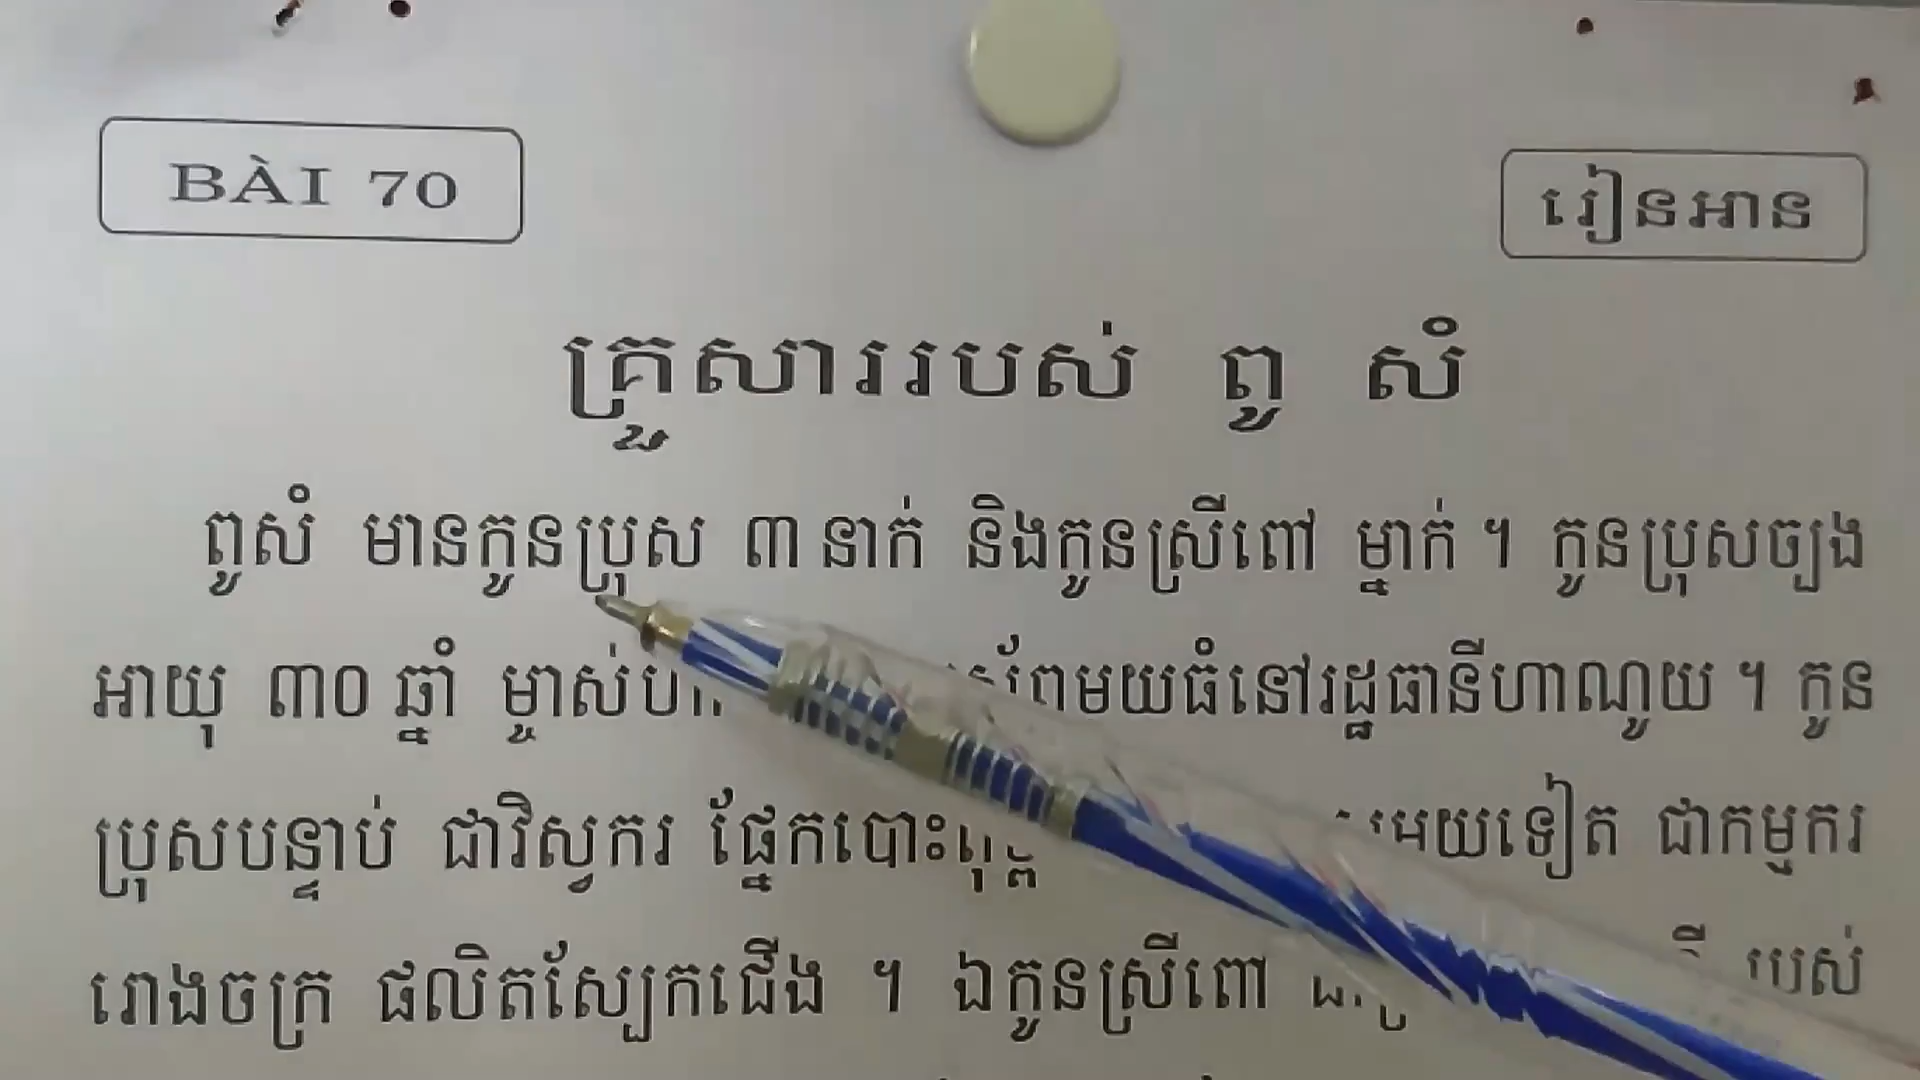 BÀI 70
រៀនអាន
គ្រួសាររបស់ ពូ សំ
ពូសំ មានកូនប្រុស ៣ នាក់ និងកូនស្រីពៅ ម្នាក់ ។ កូនប្រុសច្បង
អាយុ ៣០ ឆ្នាំ ម្ចាស់ មួយធំនៅរដ្ឋធានីហាណូយ ។ កូន
ប្រុសបន្ទាប់ ជាវិស្វករ ផ្នែកបោះពុម្ព ទៀត ជាកម្មករ
រោងចក្រ ផលិតស្បែកជើង ។ ឯកូនស្រីពៅ របស់